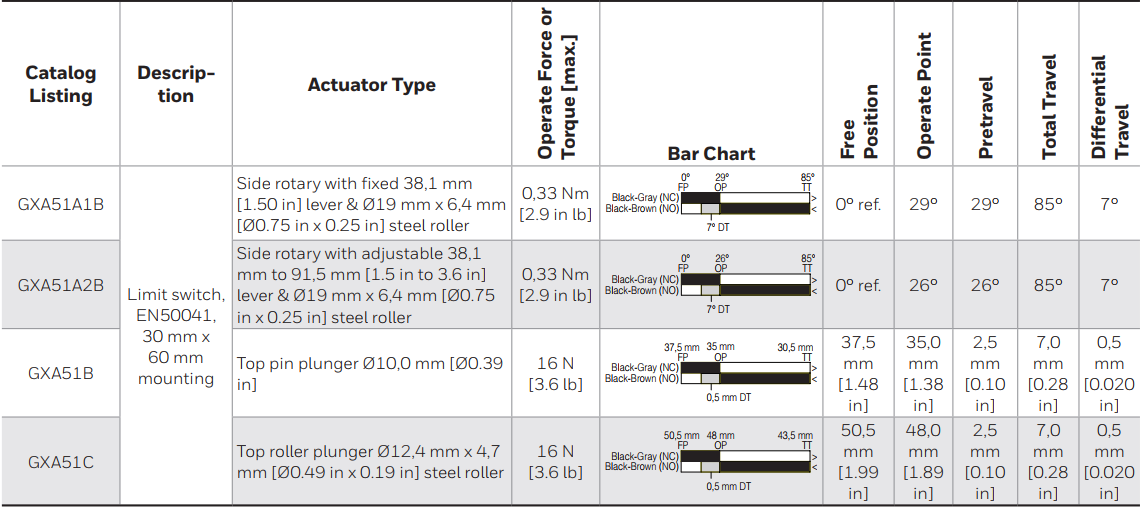 Catalog Listing
Descrip-
tion
Actuator Type
Operate Force or
Torque [max.]
Bar Chart
Free
Position
Operate Point
Pretravel
Total Travel
Differential
Travel
GXA51A1B
Limit switch,
EN50041,
30 mm x
60 mm
mounting
Side rotary with fixed 38,1 mm
[1.50 in] lever & Ø19 mm x 6,4 mm
[Ø0.75 in x 0.25 in] steel roller
0,33 Nm
[2.9 in lb]
0° 29° 85°
FP OP TT
Black-Gray (NC) >
Black-Brown (NO) <
7° DT
0° ref.
29°
29°
85°
7°
GXA51A2B
Side rotary with adjustable 38,1
mm to 91,5 mm [1.5 in to 3.6 in]
lever & Ø19 mm x 6,4 mm [Ø0.75
in x 0.25 in] steel roller
0,33 Nm
[2.9 in lb]
0° 26° 85°
FP OP TT
Black-Gray (NC) >
Black-Brown (NO) <
7° DT
0° ref.
26°
26°
85°
7°
GXA51B
Top pin plunger Ø10,0 mm [Ø0.39
in]
16 N
[3.6 lb]
37,5 mm 35 mm 30,5 mm
FP OP TT
Black-Gray (NC) >
Black-Brown (NO) <
0,5 mm DT
37,5
mm
[1.48
in]
35,0
mm
[1.38
in]
2,5
mm
[0.10
in]
7,0
mm
[0.28
in]
0,5
mm
[0.020
in]
GXA51C
Top roller plunger Ø12,4 mm x 4,7
mm [Ø0.49 in x 0.19 in] steel roller
16 N
[3.6 lb]
50,5 mm 48 mm 43,5 mm
FP OP TT
Black-Gray (NC) >
Black-Brown (NO) <
0,5 mm DT
50,5
mm
[1.99
in]
48,0
mm
[1.89
in]
2,5
mm
[0.10
in]
7,0
mm
[0.28
in]
0,5
mm
[0.020
in]